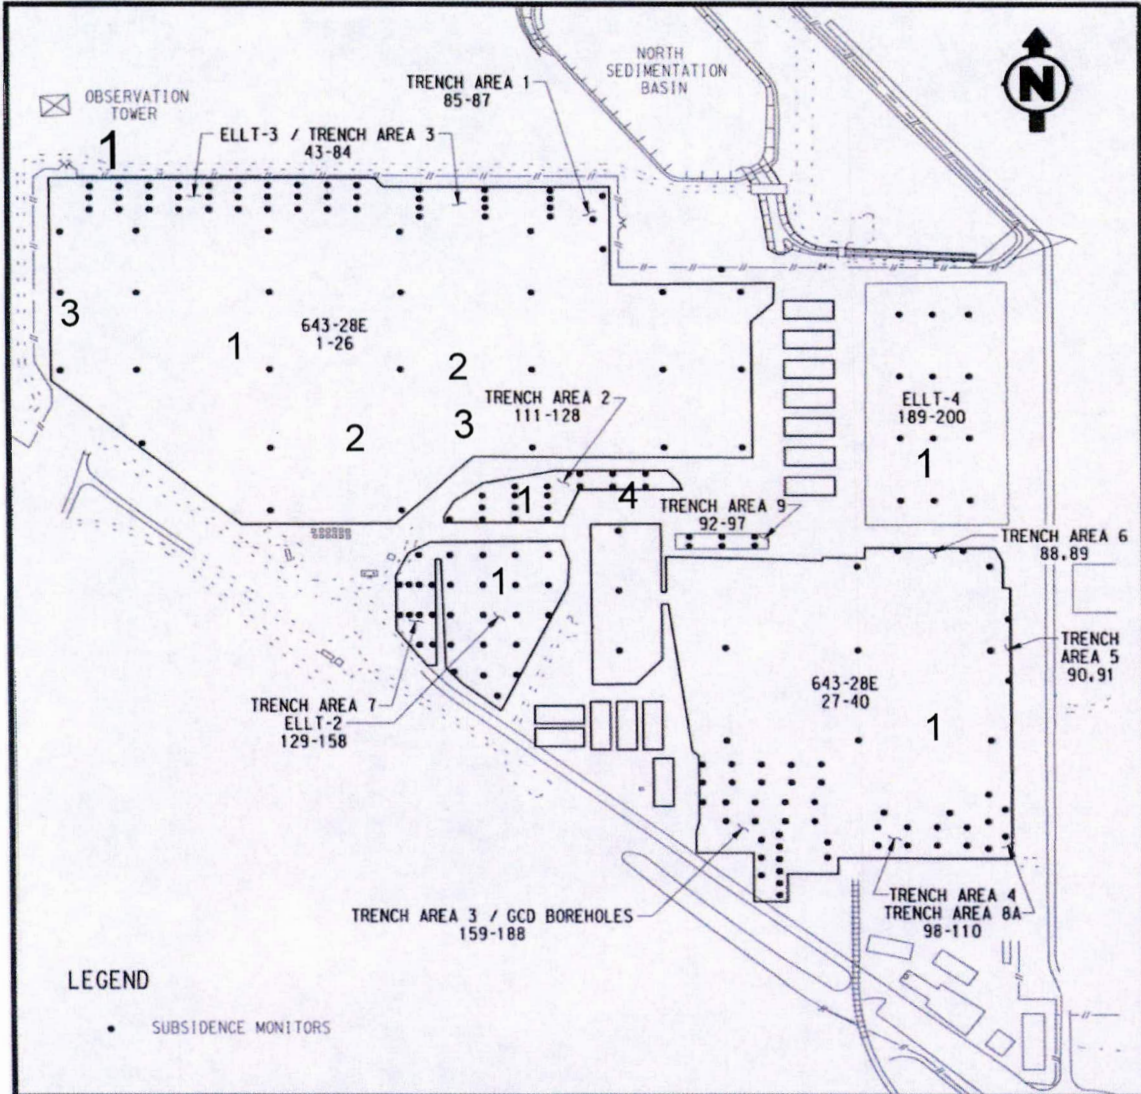 NORTH
SEDIMENTATION
BASIN
N
TRENCH AREA 1
85-87
OBSERVATION
TOWER
1
ELLT-3 / TRENCH AREA 3
43-84
3
1
643-28E
1-26
2
TRENCH AREA 2
111-128
2
3
ELLT-4
189-200
1
1
4
TRENCH AREA 9
92-97
TRENCH AREA 6
88,89
1
TRENCH
AREA 5
90,91
643-28E
27-40
TRENCH AREA 7
ELLT-2
129-158
1
TRENCH AREA 3 / GCD BOREHOLES
159-188
TRENCH AREA 4
TRENCH AREA 8A
98-110
LEGEND
SUBSIDENCE MONITORS